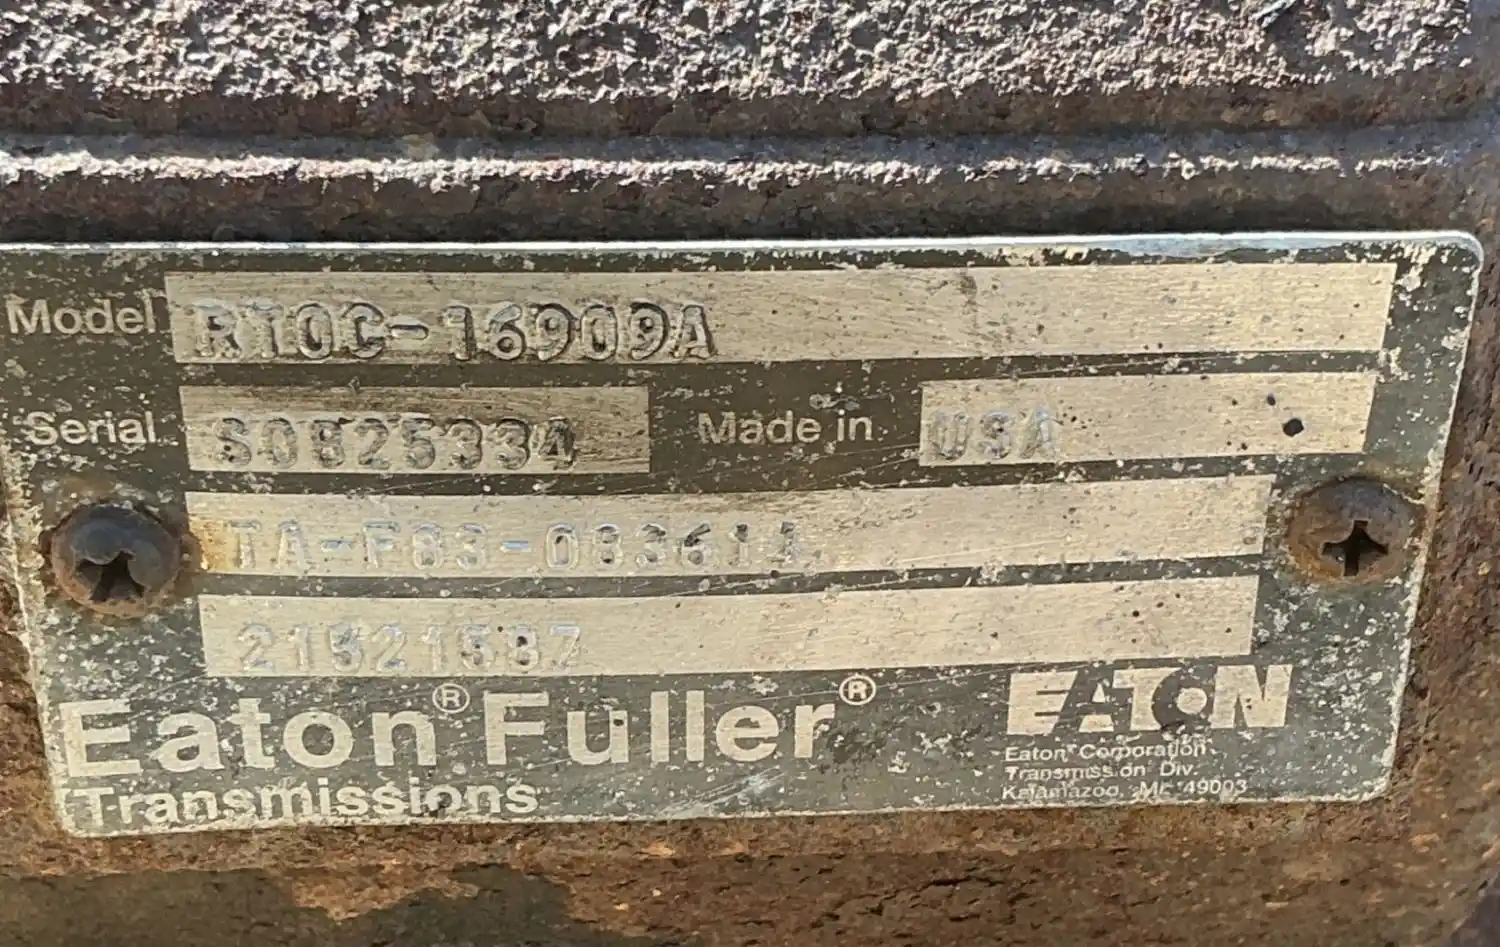 Model RTOC-16909A
Serial S0825334 Made in USA
TA-F83-083614
21521587
Eaton® Fuller®
Transmissions
EATON
Eaton Corporation
Transmission Div.
Kalamazoo, MI. 49003